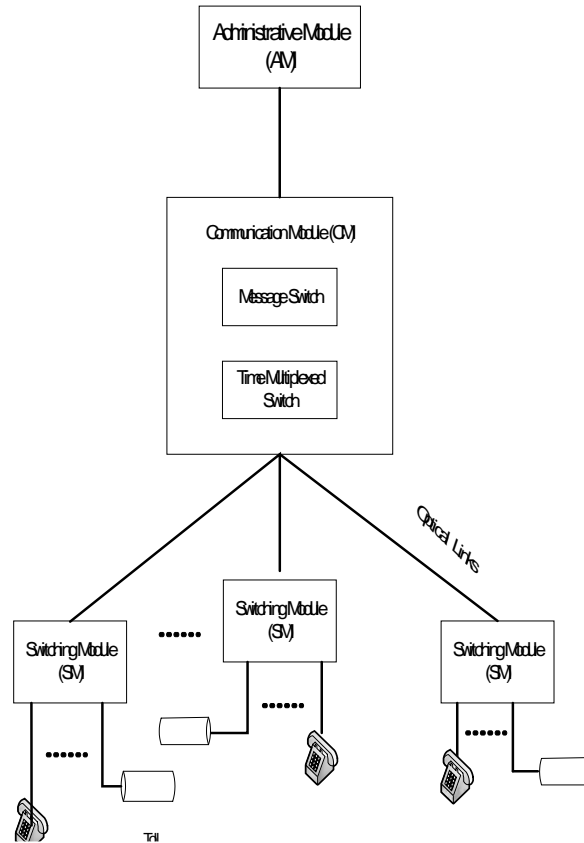 Administrative Module
(AM)
Communication Module (CM)
Message Switch
Time Multiplexed
Switch
Optical Links
Switching Module
(SM)
Switching Module
(SM)
Switching Module
(SM)